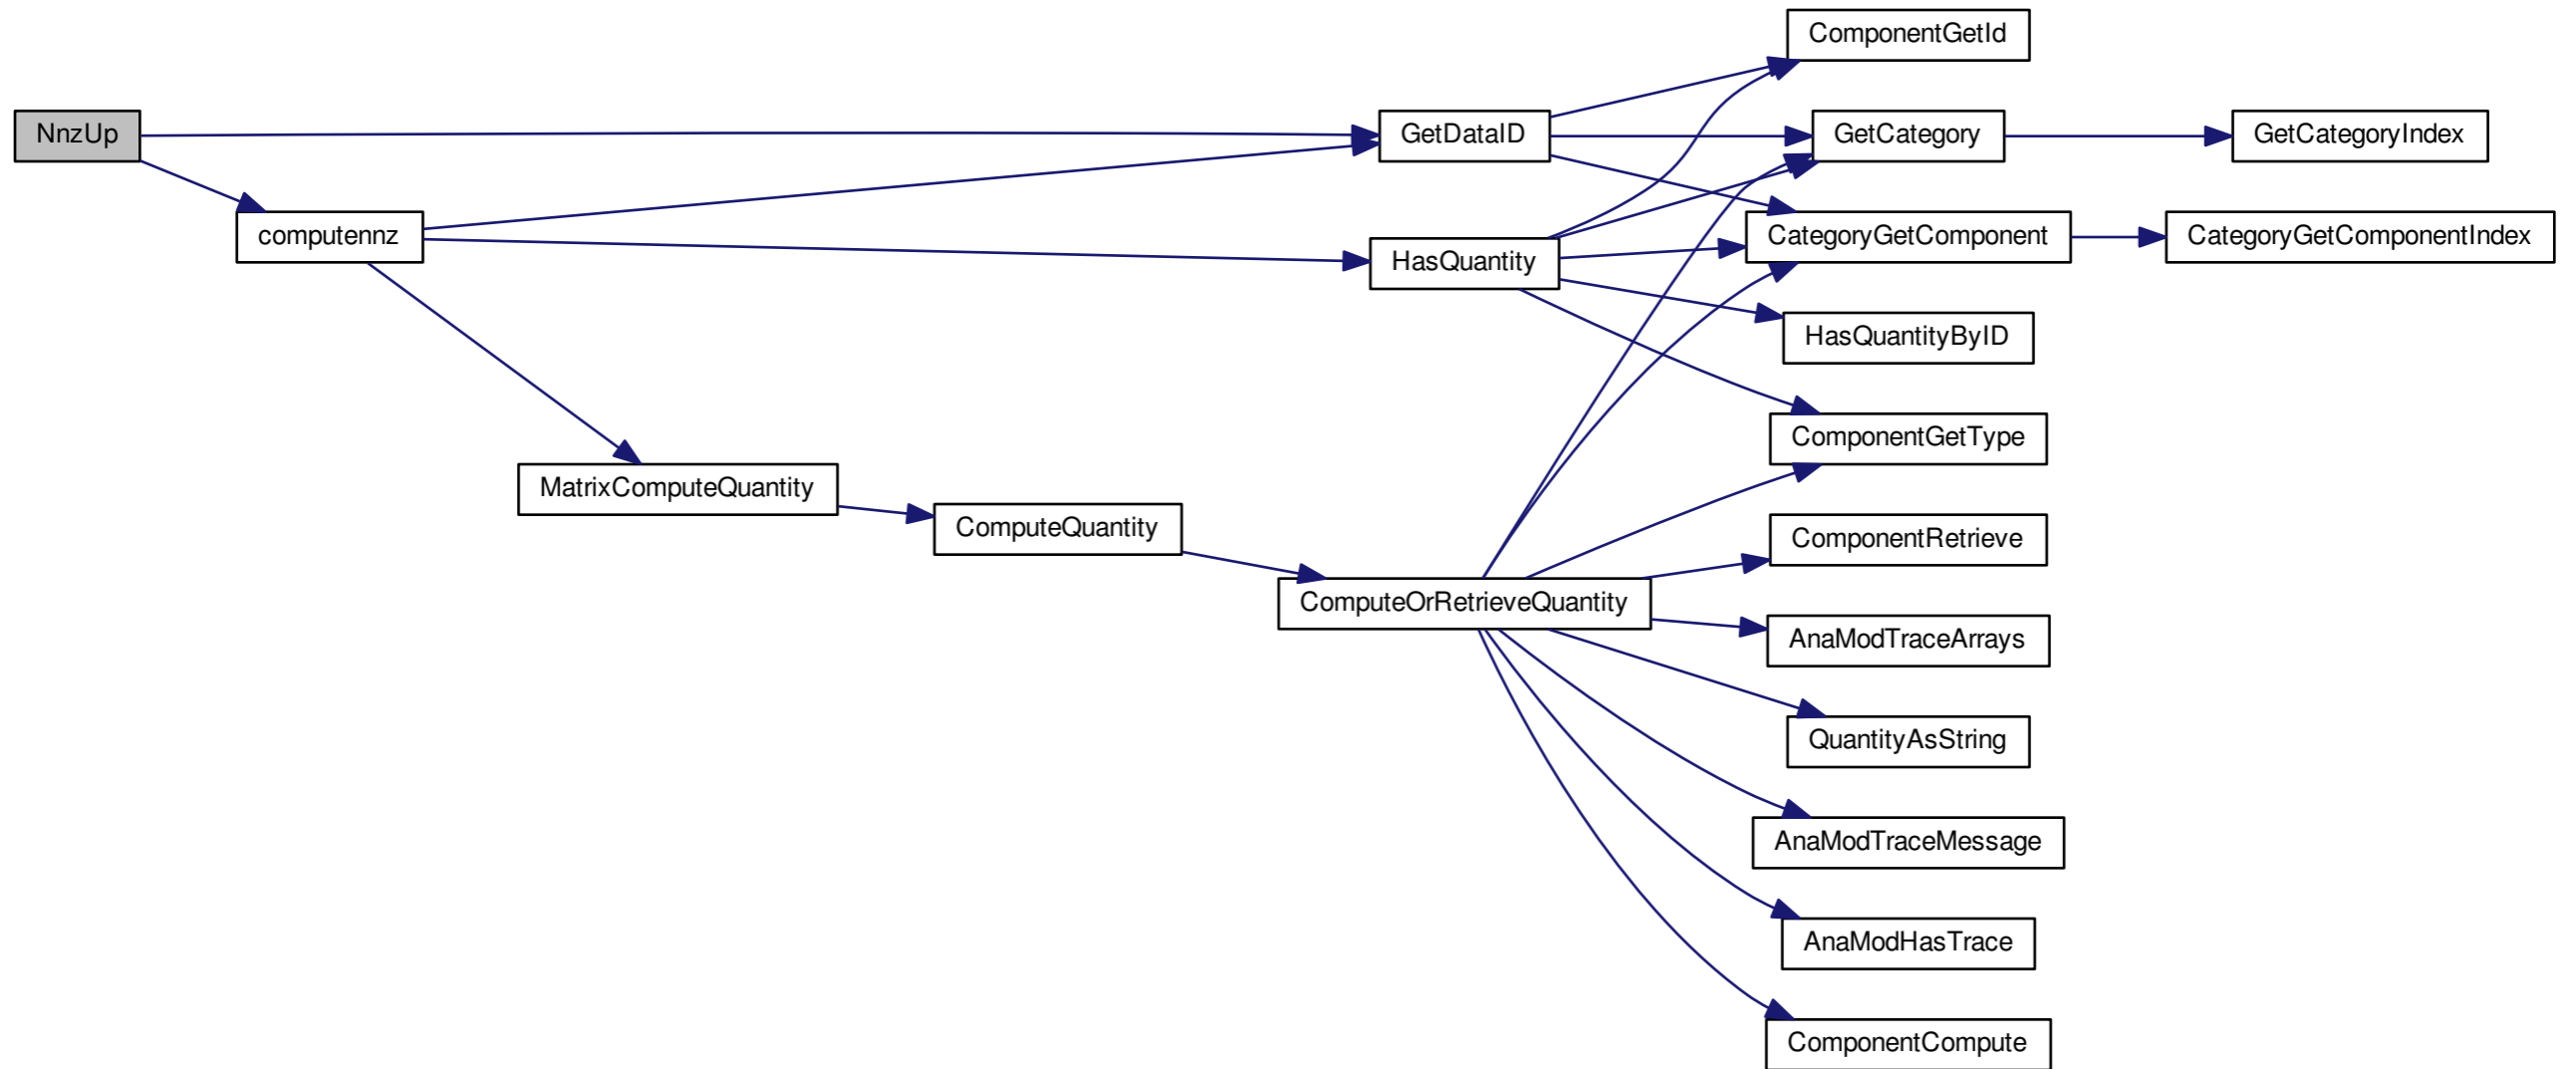 NnzUp
computennz
MatrixComputeQuantity
ComputeQuantity
ComputeOrRetrieveQuantity
GetDataID
HasQuantity
ComponentGetId
GetCategory
CategoryGetComponent
HasQuantityByID
ComponentGetType
ComponentRetrieve
AnaModTraceArrays
QuantityAsString
AnaModTraceMessage
AnaModHasTrace
ComponentCompute
GetCategoryIndex
CategoryGetComponentIndex